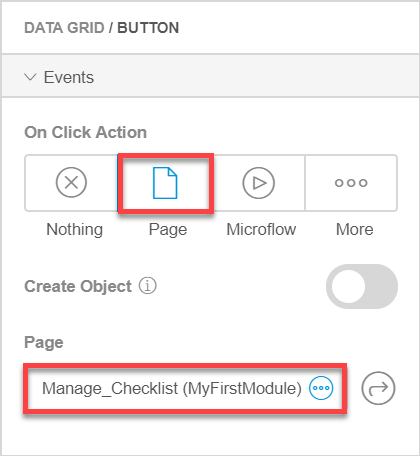 DATA GRID / BUTTON
Events
On Click Action
Nothing Page Microflow More
Create Object
Page
Manage_Checklist (MyFirstModule)